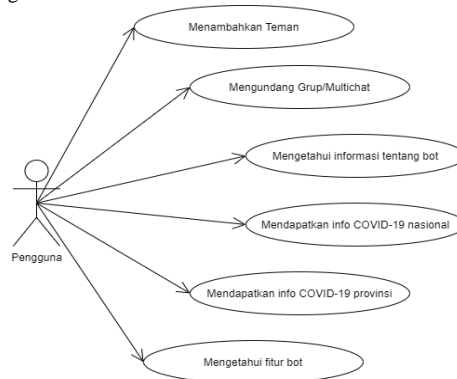 Menambahkan Teman
Mengundang Grup/Multichat
Mengetahui informasi tentang bot
Mendapatkan info COVID-19 nasional
Pengguna
Mendapatkan info COVID-19 provinsi
Mengetahui fitur bot